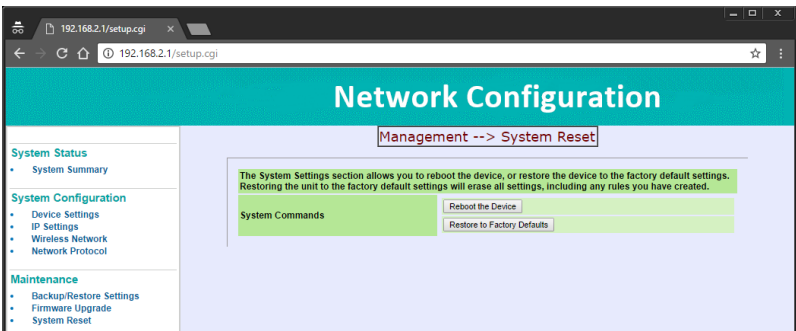 192.168.2.1/setup.cgi
192.168.2.1/setup.cgi
Network Configuration
Management --> System Reset
System Status
System Summary
System Configuration
Device Settings
IP Settings
Wireless Network
Network Protocol
Maintenance
Backup/Restore Settings
Firmware Upgrade
System Reset
The System Settings section allows you to reboot the device, or restore the device to the factory default settings.
Restoring the unit to the factory default settings will erase all settings, including any rules you have created.
System Commands
Reboot the Device
Restore to Factory Defaults